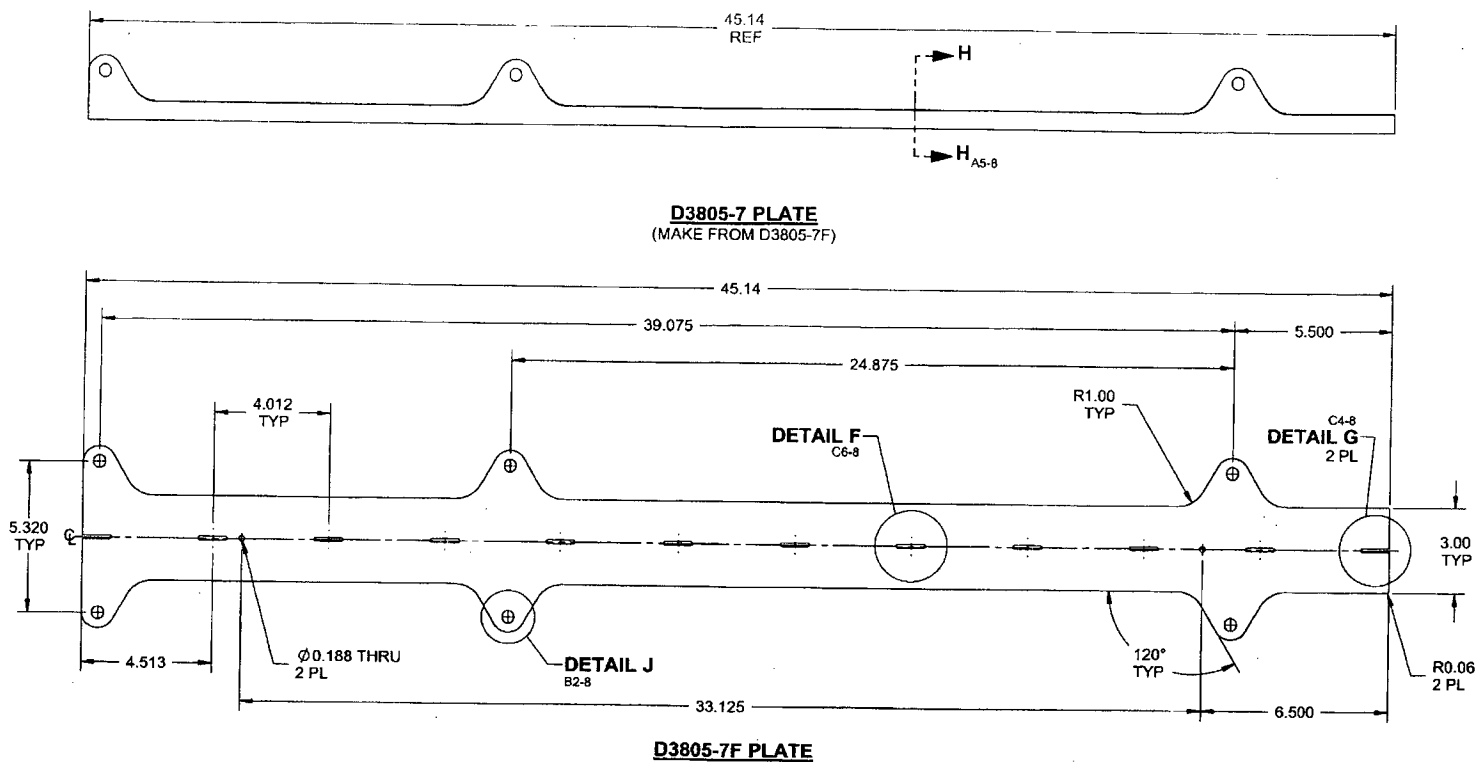 45.14
REF
H
H A5-8
D3805-7 PLATE
(MAKE FROM D3805-7F)
45.14
39.075
5.500
24.875
4.012
TYP
R1.00
TYP
DETAIL F
C6-8
C4-8
DETAIL G
2 PL
5.320
TYP
℄
3.00
TYP
4.513
Ø0.188 THRU
2 PL
DETAIL J
B2-8
120°
TYP
R0.06
2 PL
33.125
6.500
D3805-7F PLATE